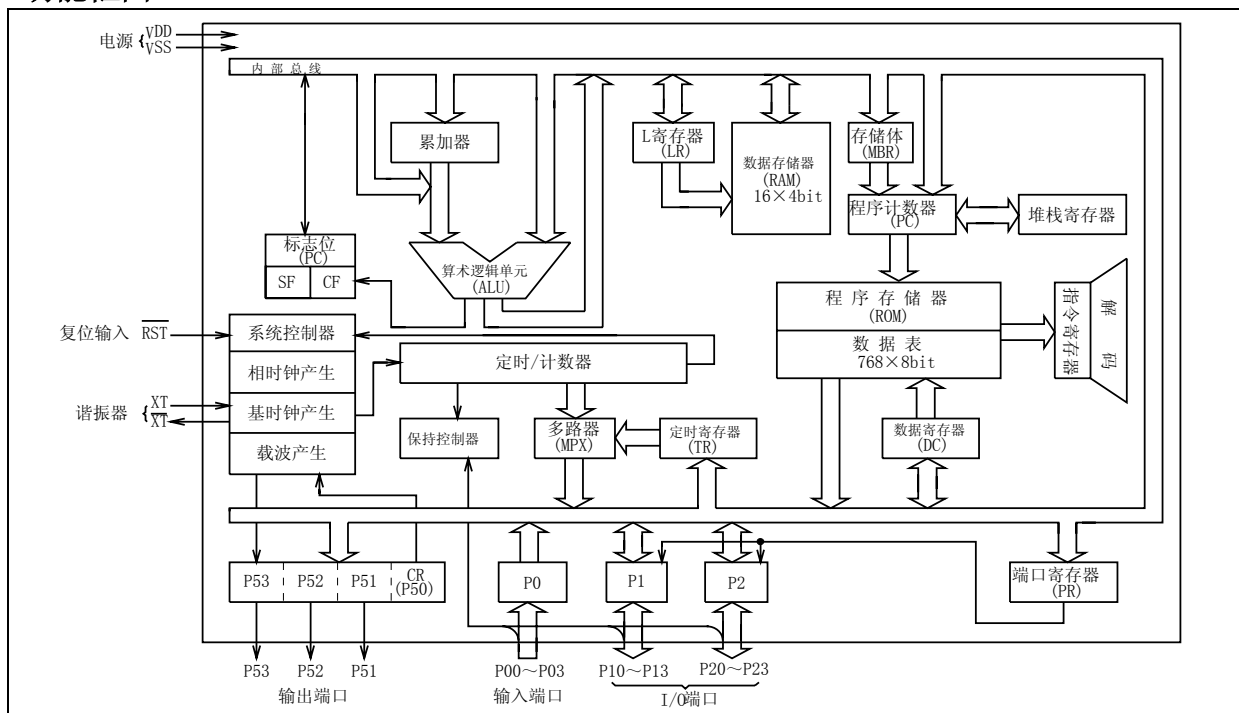 电源 { VDD
VSS
内部总线
累加器
L寄存器
(LR)
数据存储器
(RAM)
16×4bit
存储体
(MBR)
程序计数器
(PC)
堆栈寄存器
标志位
(PC)
SF
CF
算术逻辑单元
(ALU)
程序存储器
(ROM)
数据表
768×8bit
指令寄存器
解码
复位输入 RST
系统控制器
相时钟产生
基时钟产生
载波产生
谐振器 { XT
XT
定时/计数器
保持控制器
多路器
(MPX)
定时寄存器
(TR)
数据寄存器
(DC)
P53
P52
P51
CR
(P50)
P0
P1
P2
端口寄存器
(PR)
P53
P52
P51
P00～P03
P10～P13
P20～P23
输出端口
输入端口
I/O端口